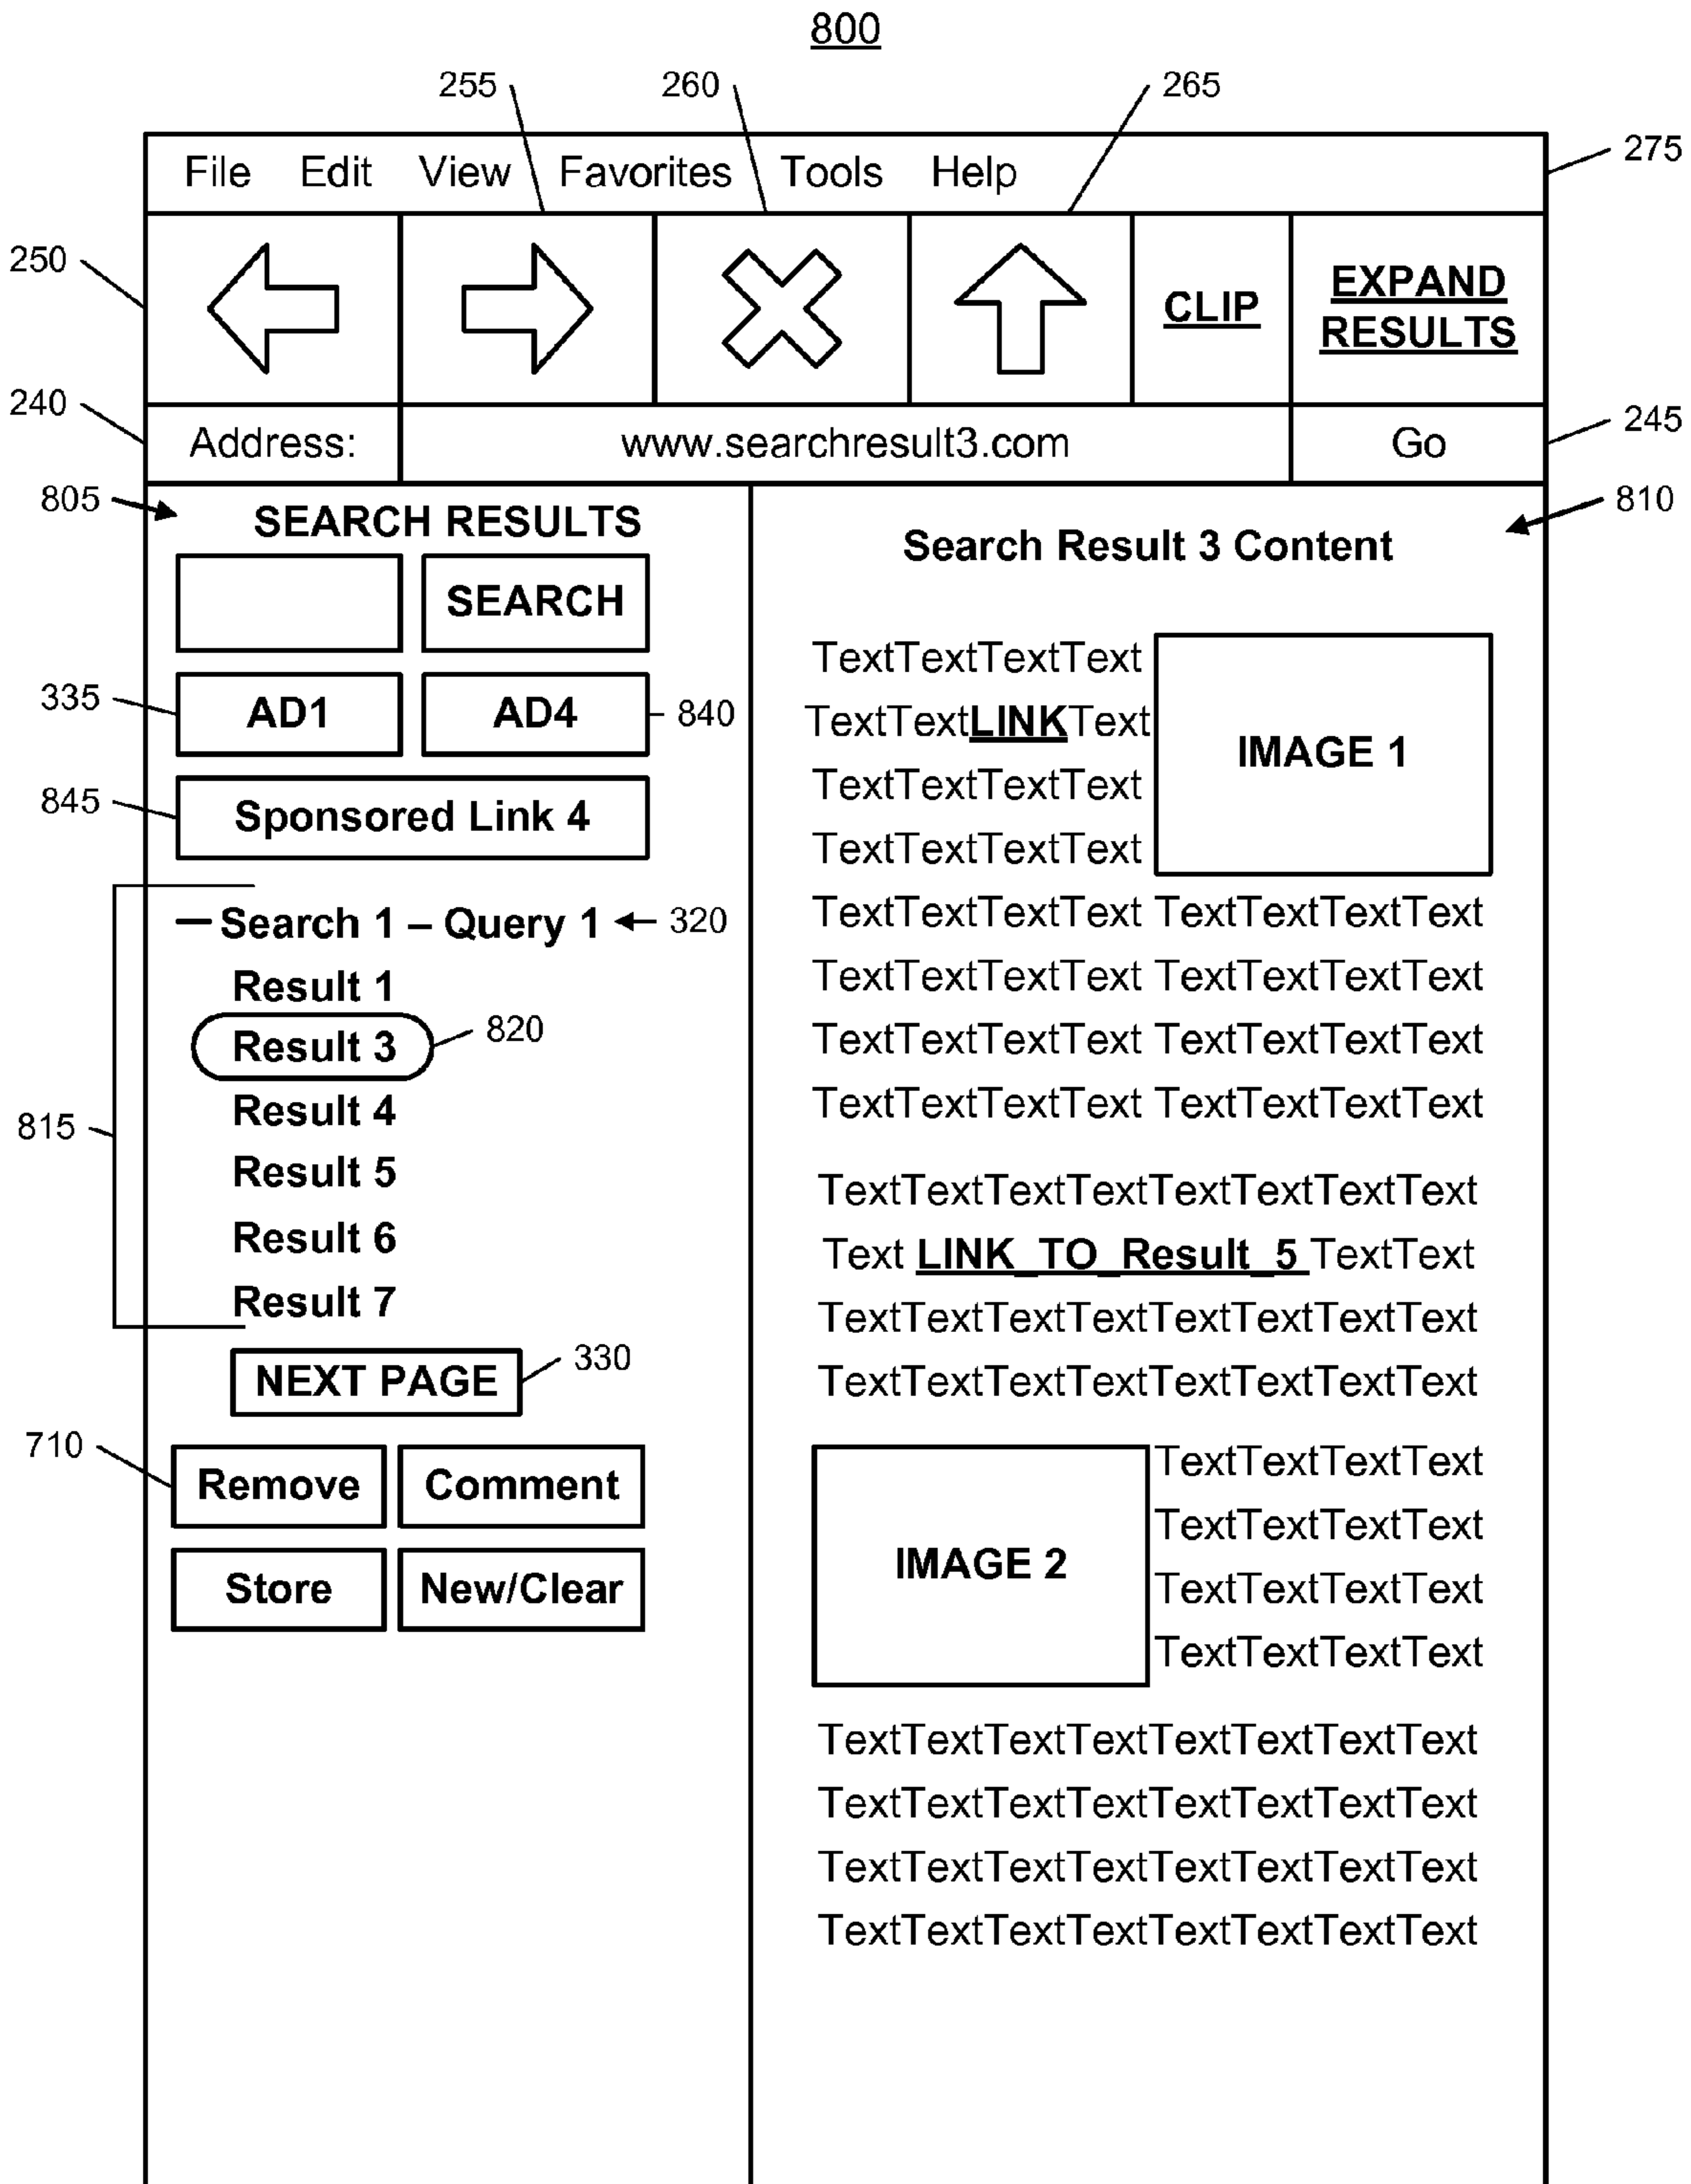 800
255 260 265
275
File Edit View Favorites Tools Help
250
CLIP
EXPAND
RESULTS
240
Address: www.searchresult3.com Go
245
805
SEARCH RESULTS
SEARCH
335
AD1 AD4
840
845
Sponsored Link 4
– Search 1 – Query 1
320
Result 1
Result 3
820
Result 4
815
Result 5
Result 6
Result 7
NEXT PAGE
330
710
Remove Comment
Store New/Clear
810
Search Result 3 Content
TextTextTextText
TextTextLINKText
TextTextTextText
TextTextTextText
IMAGE 1
TextTextTextText TextTextTextText
TextTextTextText TextTextTextText
TextTextTextText TextTextTextText
TextTextTextText TextTextTextText
TextTextTextTextTextTextTextText
Text LINK_TO_Result_5 TextText
TextTextTextTextTextTextTextText
TextTextTextTextTextTextTextText
IMAGE 2
TextTextTextText
TextTextTextText
TextTextTextText
TextTextTextText
TextTextTextTextTextTextTextText
TextTextTextTextTextTextTextText
TextTextTextTextTextTextTextText
TextTextTextTextTextTextTextText